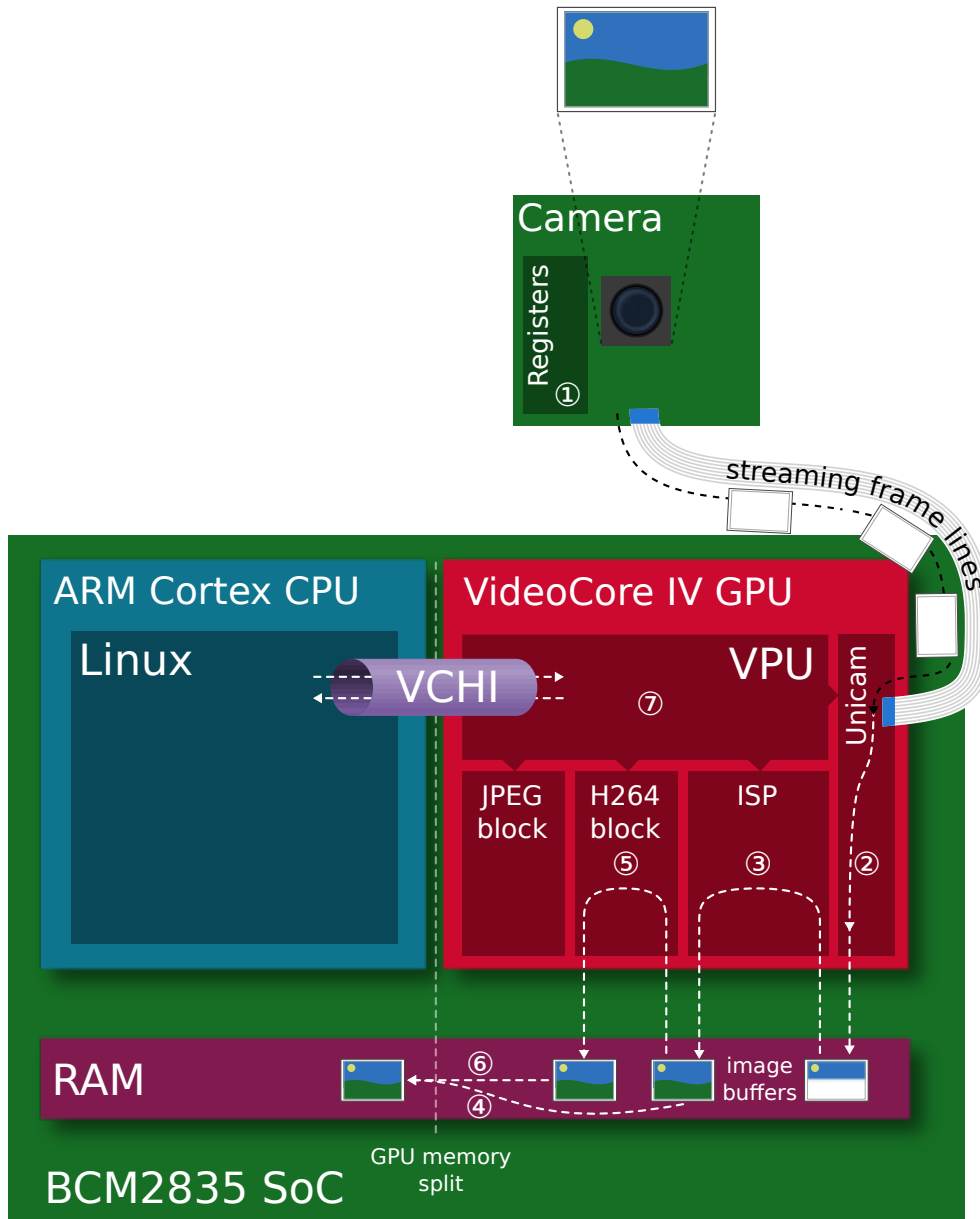 Camera
Registers
①
streaming frame lines
ARM Cortex CPU
VideoCore IV GPU
Linux
VCHI
VPU
⑦
Unicam
JPEG
block
H264
block
ISP
⑤
③
②
RAM
⑥
④
image
buffers
GPU memory
split
BCM2835 SoC